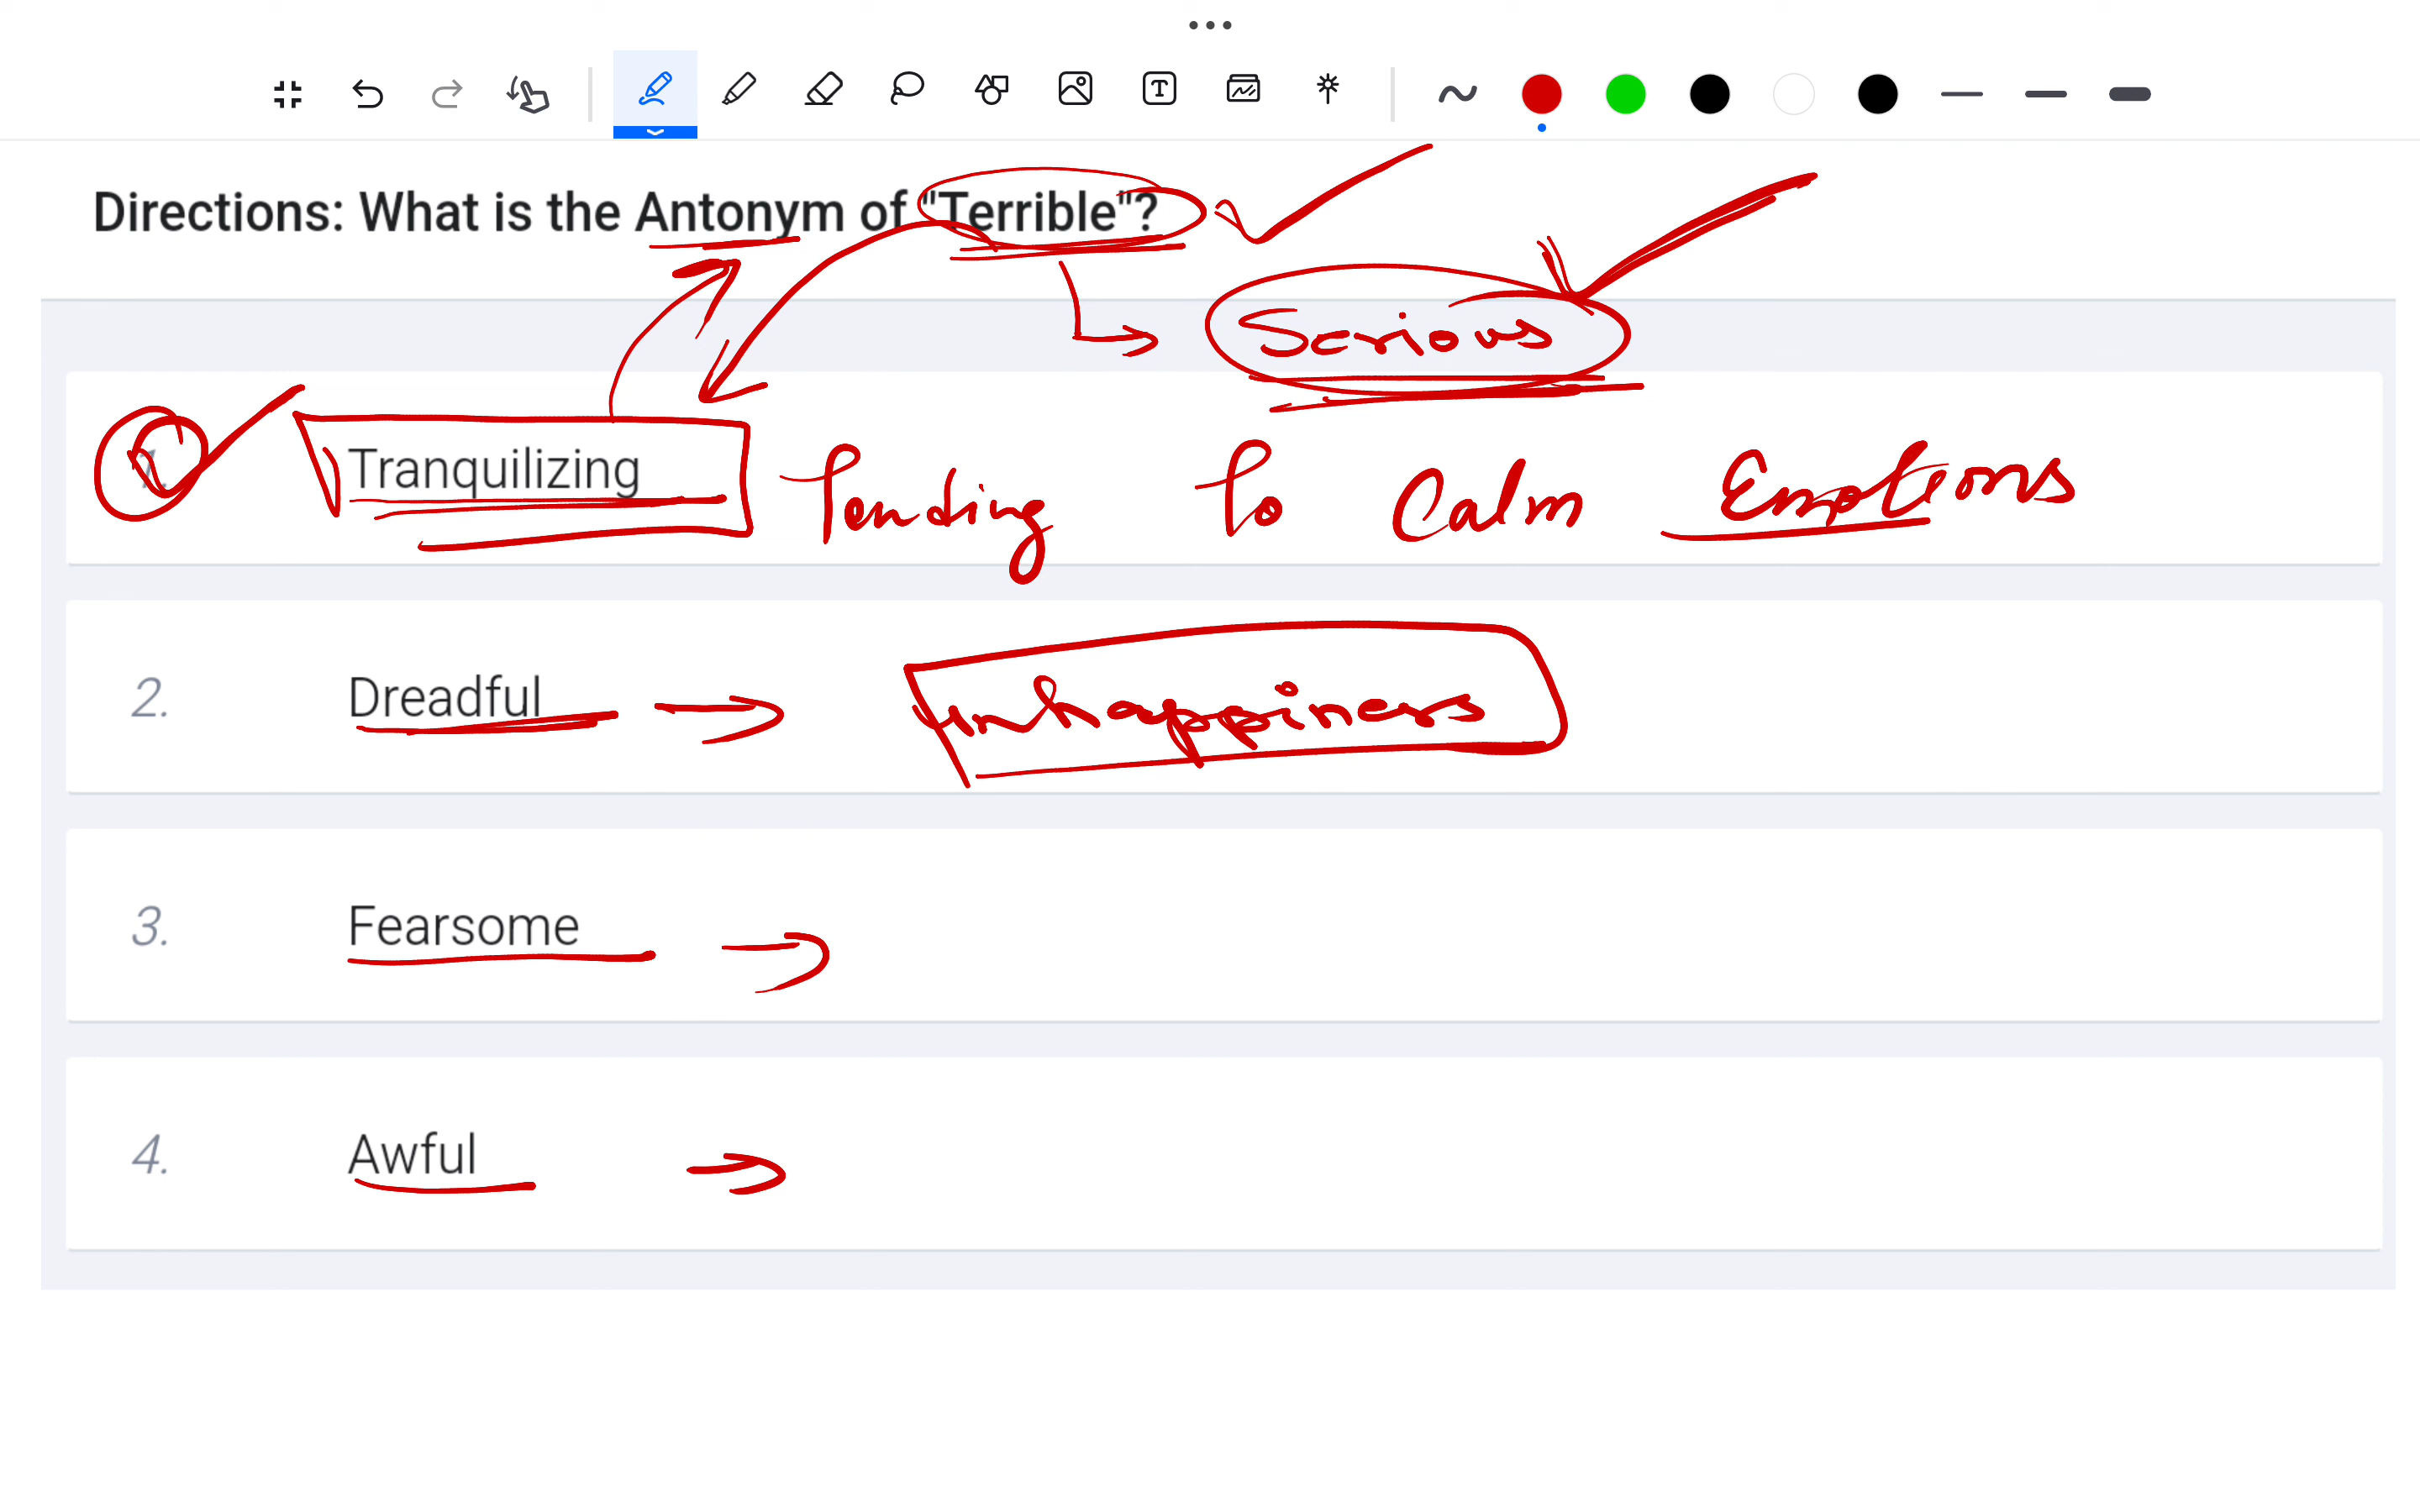 Directions: What is the Antonym of "Terrible"?
Serious
1. Tranquilizing Tending to Calm Emotions
2. Dreadful unhappiness
3. Fearsome
4. Awful